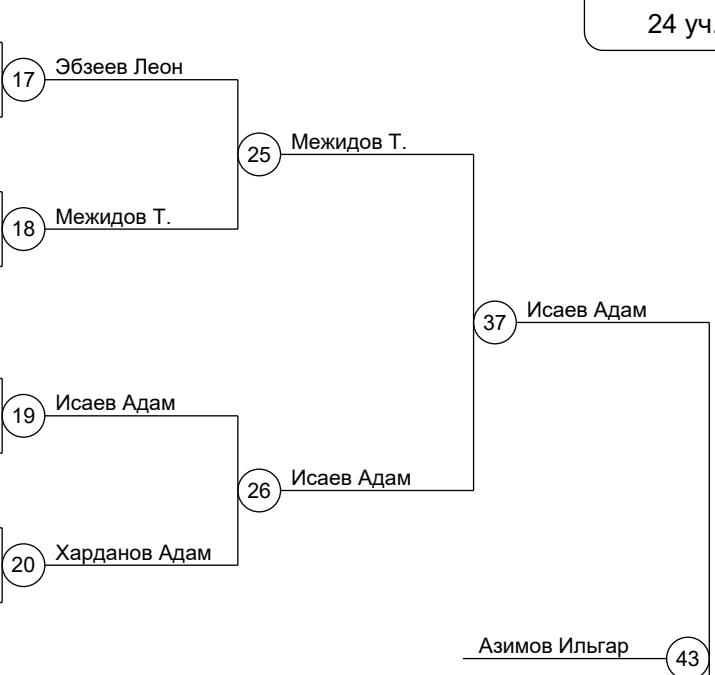 24 уч.
17 Эбзеев Леон
25 Межидов Т.
18 Межидов Т.
37 Исаев Адам
19 Исаев Адам
26 Исаев Адам
20 Харданов Адам
Азимов Ильгар 43